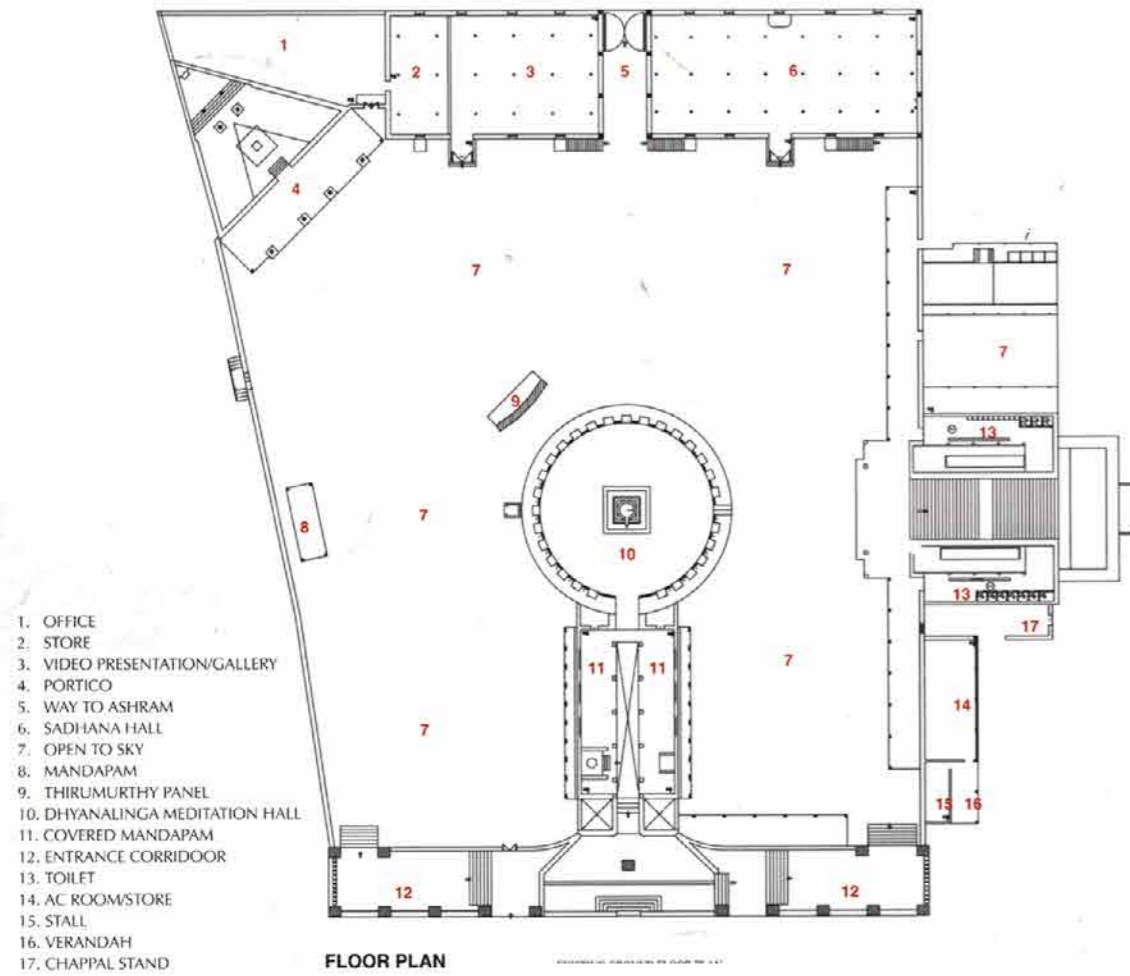 1
2
3
5
6
4
7
7
7
9
13
8
7
10
13
17
11
11
7
14
7
15
16
12
12
1. OFFICE
2. STORE
3. VIDEO PRESENTATION/GALLERY
4. PORTICO
5. WAY TO ASHRAM
6. SADHANA HALL
7. OPEN TO SKY
8. MANDAPAM
9. THIRUMURTHY PANEL
10. DHYANALINGA MEDITATION HALL
11. COVERED MANDAPAM
12. ENTRANCE CORRIDOOR
13. TOILET
14. AC ROOM/STORE
15. STALL
16. VERANDAH
17. CHAPPAL STAND
FLOOR PLAN